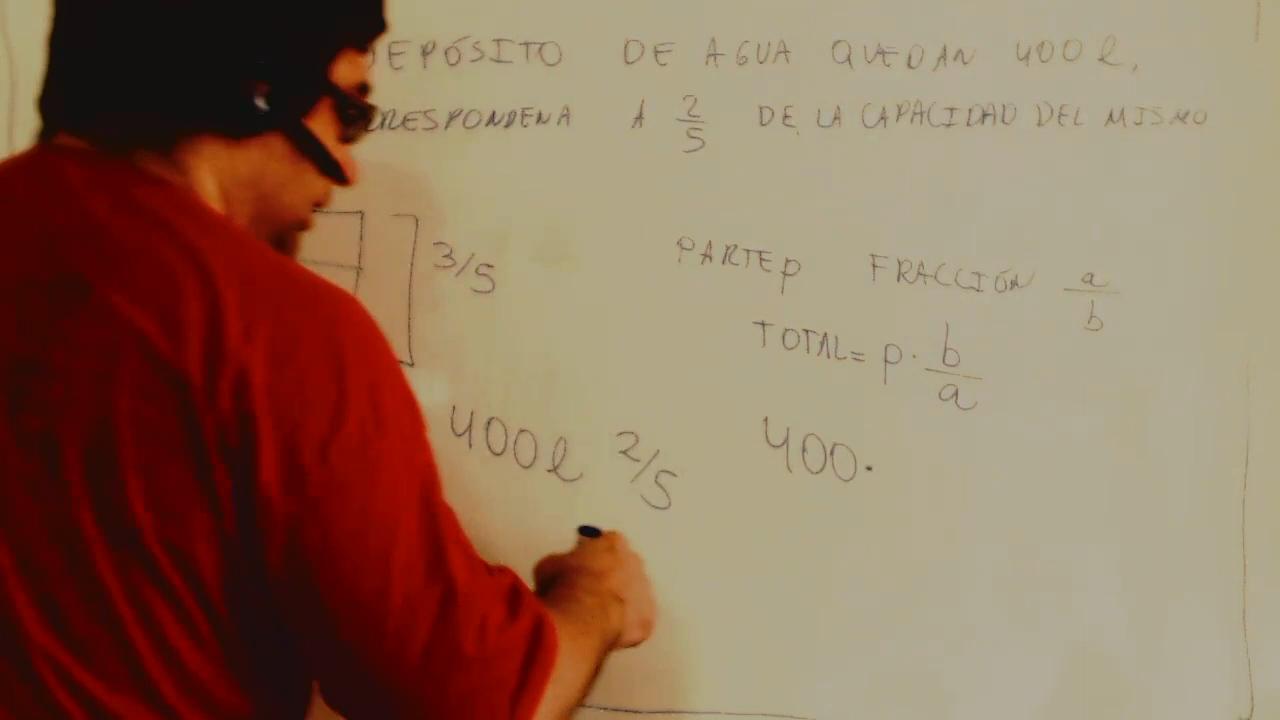 DEPÓSITO DE AGUA QUEDAN 400 l,
RRESPONDEN A A 2/5 DE LA CAPACIDAD DEL MISMO
3/5
PARTE p FRACCIÓN a/b
TOTAL = p · b/a
400 l 2/5 400 ·